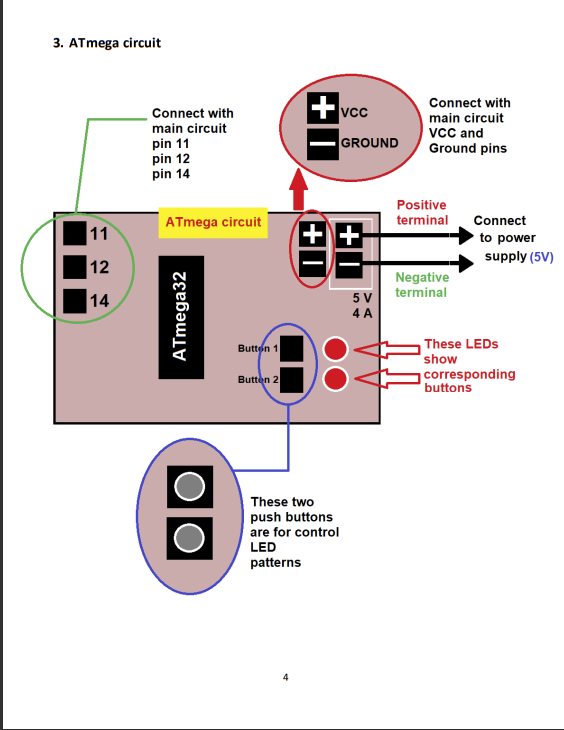 3. ATmega circuit
Connect with
main circuit
pin 11
pin 12
pin 14
VCC
GROUND
Connect with
main circuit
VCC and
Ground pins
11
12
14
ATmega circuit
ATmega32
Positive
terminal
Connect
to power
supply (5V)
Negative
terminal
5 V
4 A
Button 1
Button 2
These LEDs
show
corresponding
buttons
These two
push buttons
are for control
LED
patterns
4